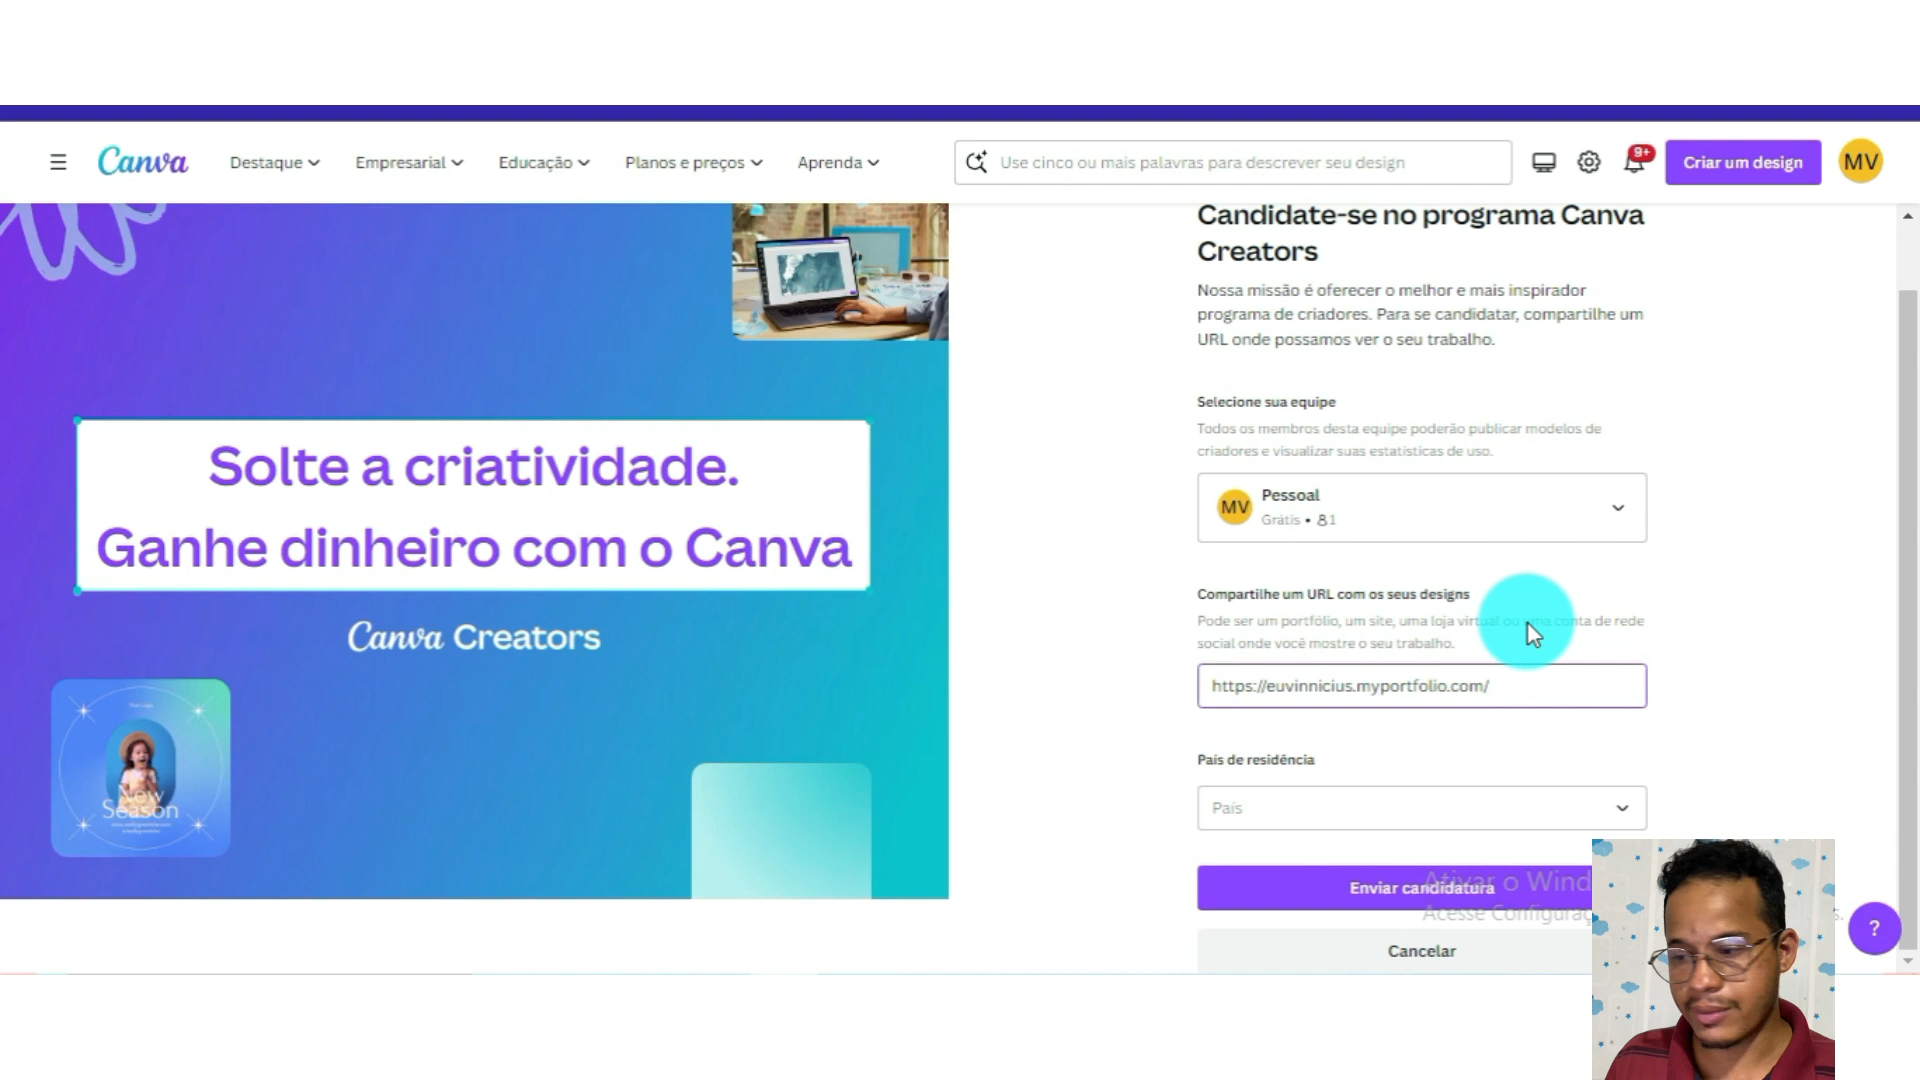 Canva
Destaque
Empresarial
Educação
Planos e preços
Aprenda
Use cinco ou mais palavras para descrever seu design
9+
Criar um design
MV
Solte a criatividade.
Ganhe dinheiro com o Canva
Canva Creators
New
Season
Candidate-se no programa Canva
Creators
Nossa missão é oferecer o melhor e mais inspirador
programa de criadores. Para se candidatar, compartilhe um
URL onde possamos ver o seu trabalho.
Selecione sua equipe
Todos os membros desta equipe poderão publicar modelos de
criadores e visualizar suas estatísticas de uso.
MV
Pessoal
Grátis • 1
Compartilhe um URL com os seus designs
Pode ser um portfólio, um site, uma loja virtual ou uma conta de rede
social onde você mostre o seu trabalho.
https://euvinnicius.myportfolio.com/
País de residência
País
Enviar candidatura
Ativar o Wind
Acesse Configuraç
s.
Cancelar
?